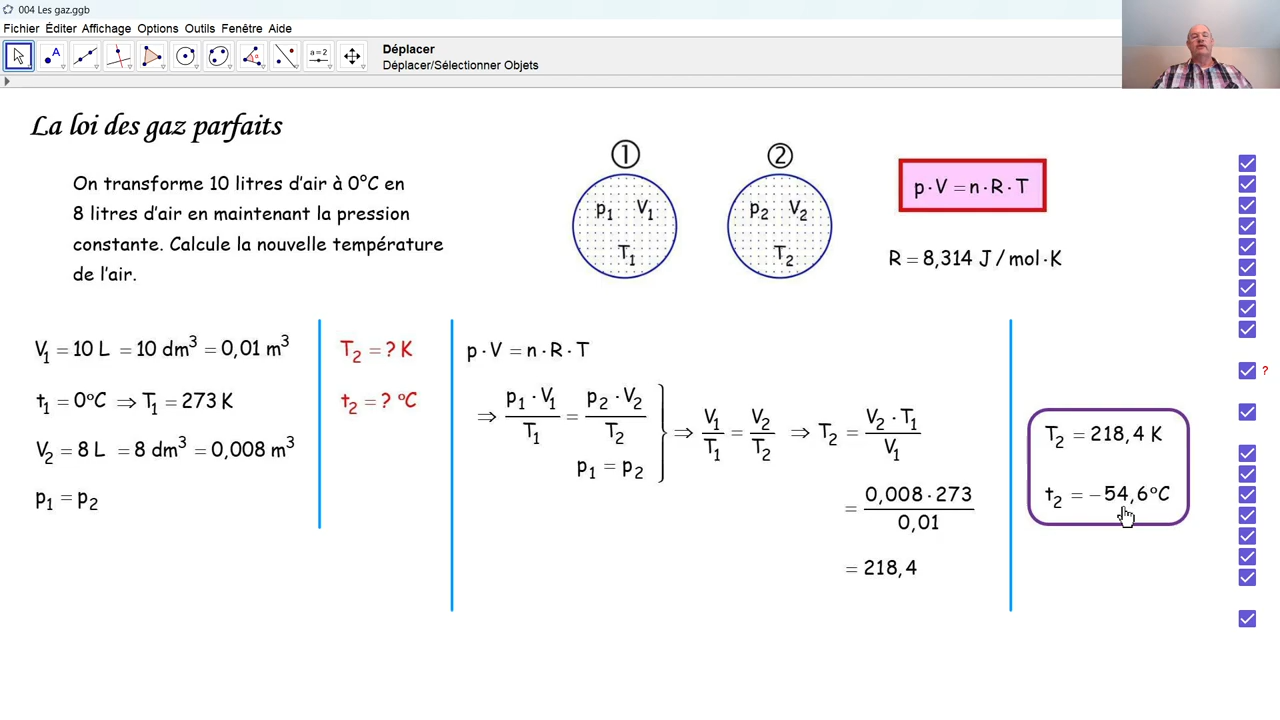 004 Les gaz.ggb
Fichier Éditer Affichage Options Outils Fenêtre Aide
A
a=2
Déplacer
Déplacer/Sélectionner Objets
La loi des gaz parfaits
On transforme 10 litres d’air à 0°C en
8 litres d’air en maintenant la pression
constante. Calcule la nouvelle température
de l’air.
① ②
p₁ V₁
T₁
p₂ V₂
T₂
p·V = n·R·T
R = 8,314 J / mol·K
V₁ = 10 L = 10 dm³ = 0,01 m³
t₁ = 0°C ⇒ T₁ = 273 K
V₂ = 8 L = 8 dm³ = 0,008 m³
p₁ = p₂
T₂ = ? K
t₂ = ? °C
p·V = n·R·T
⇒ p₁·V₁ / T₁ = p₂·V₂ / T₂
p₁ = p₂
⇒ V₁ / T₁ = V₂ / T₂ ⇒ T₂ = V₂·T₁ / V₁
= 0,008·273 / 0,01
= 218,4
T₂ = 218,4 K
t₂ = −54,6°C
?